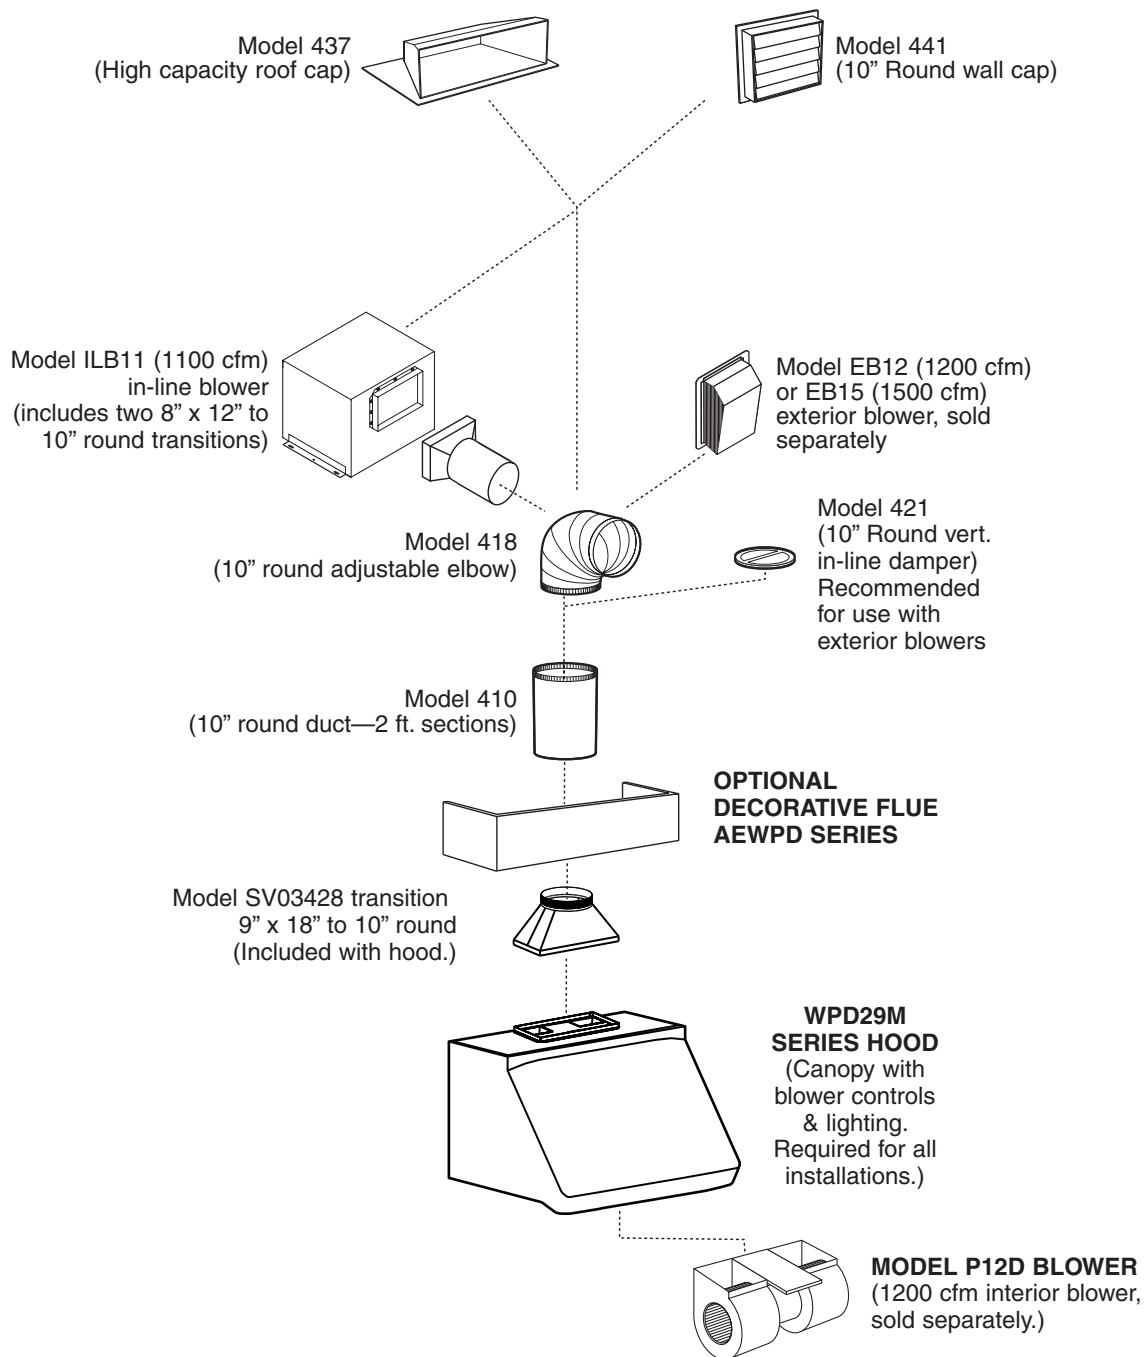 Model 437
(High capacity roof cap)
Model 441
(10” Round wall cap)
Model ILB11 (1100 cfm)
in-line blower
(includes two 8” x 12” to
10” round transitions)
Model EB12 (1200 cfm)
or EB15 (1500 cfm)
exterior blower, sold
separately
Model 418
(10” round adjustable elbow)
Model 421
(10” Round vert.
in-line damper)
Recommended
for use with
exterior blowers
Model 410
(10” round duct—2 ft. sections)
OPTIONAL
DECORATIVE FLUE
AEWPD SERIES
Model SV03428 transition
9” x 18” to 10” round
(Included with hood.)
WPD29M
SERIES HOOD
(Canopy with
blower controls
& lighting.
Required for all
installations.)
MODEL P12D BLOWER
(1200 cfm interior blower,
sold separately.)